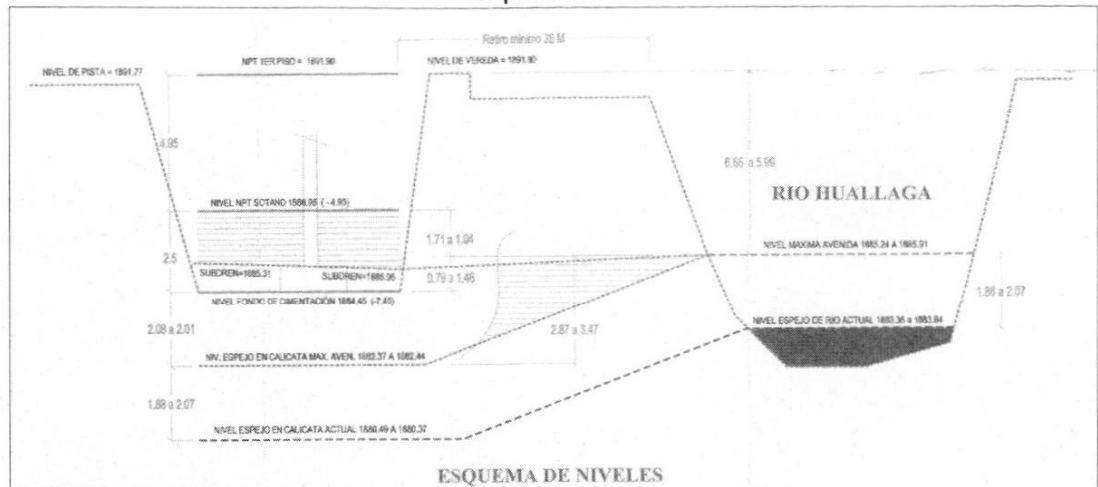 Retiro mínimo 35 M
NIVEL DE PISTA = 1891.77
NPT 1ER PISO = 1891.90
NIVEL DE VEREDA = 1891.90
4.95
6.66 a 5.99
RIO HUALLAGA
NIVEL NPT SOTANO 1886.95 (-4.95)
1.71 a 1.04
NIVEL MAXIMA AVENIDA 1885.24 A 1885.91
2.5
SUBDREN=1885.31
SUBDREN=1885.06
0.79 a 1.46
NIVEL FONDO DE CIMENTACIÓN 1884.45 (-7.45)
1.86 a 2.07
2.08 a 2.01
2.87 a 3.47
NIVEL ESPEJO DE RIO ACTUAL 1883.36 a 1883.84
NIV. ESPEJO EN CALICATA MAX. AVEN. 1882.37 A 1882.44
1.88 a 2.07
NIVEL ESPEJO EN CALICATA ACTUAL 1880.49 A 1880.37
ESQUEMA DE NIVELES